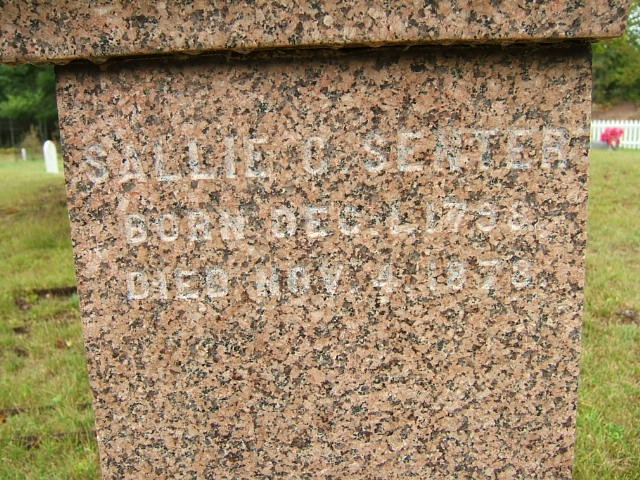 SALLIE O. SENTER
BORN DEC. 1, 1798.
DIED NOV. 4, 1878.